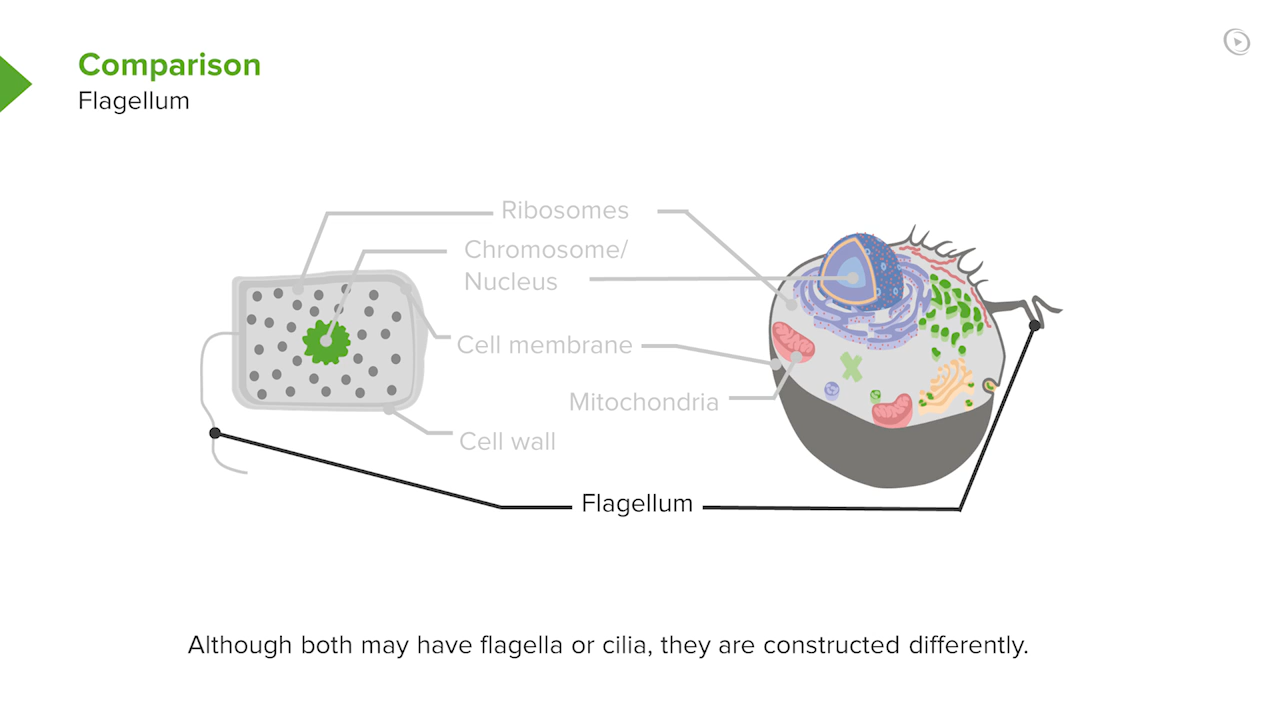 Comparison
Flagellum
Ribosomes
Chromosome/
Nucleus
Cell membrane
Mitochondria
Cell wall
Flagellum
Although both may have flagella or cilia, they are constructed differently.